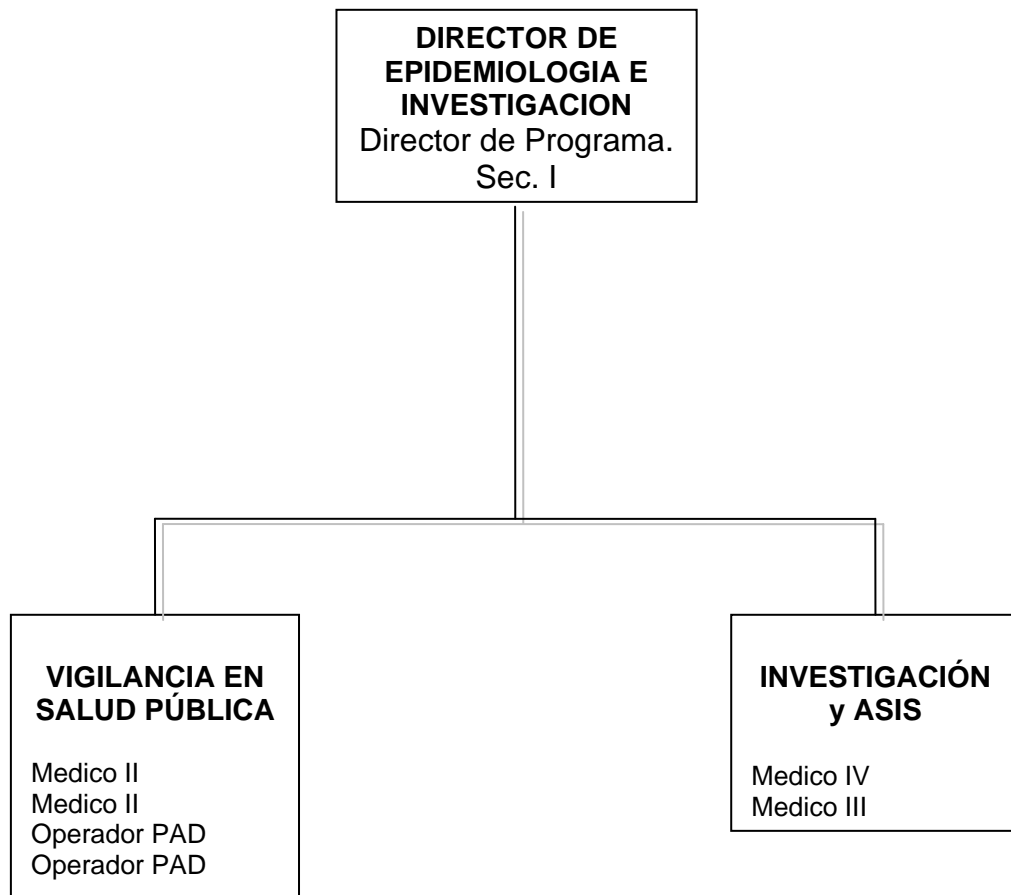 DIRECTOR DE
EPIDEMIOLOGIA E
INVESTIGACION
Director de Programa.
Sec. I
VIGILANCIA EN
SALUD PÚBLICA
Medico II
Medico II
Operador PAD
Operador PAD
INVESTIGACIÓN
y ASIS
Medico IV
Medico III